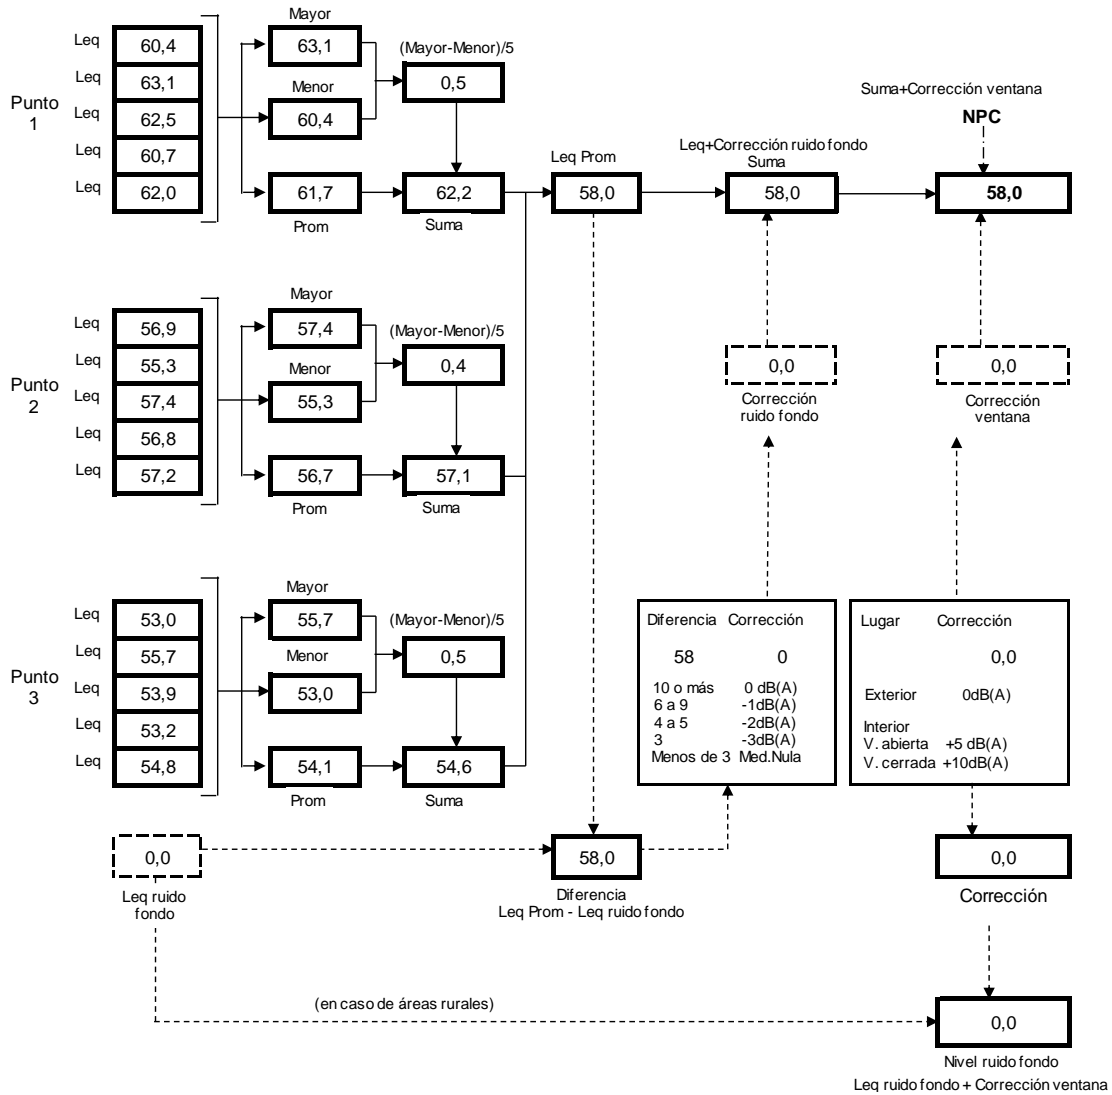 Punto
1
Leq 60,4
Leq 63,1
Leq 62,5
Leq 60,7
Leq 62,0
Mayor
63,1
Menor
60,4
61,7
Prom
(Mayor-Menor)/5
0,5
62,2
Suma
Leq Prom
58,0
Leq+Corrección ruido fondo
Suma
58,0
Suma+Corrección ventana
NPC
58,0
Punto
2
Leq 56,9
Leq 55,3
Leq 57,4
Leq 56,8
Leq 57,2
Mayor
57,4
Menor
55,3
56,7
Prom
(Mayor-Menor)/5
0,4
57,1
Suma
0,0
Corrección
ruido fondo
0,0
Corrección
ventana
Punto
3
Leq 53,0
Leq 55,7
Leq 53,9
Leq 53,2
Leq 54,8
Mayor
55,7
Menor
53,0
54,1
Prom
(Mayor-Menor)/5
0,5
54,6
Suma
Diferencia Corrección
58 0
10 o más 0 dB(A)
6 a 9 -1dB(A)
4 a 5 -2dB(A)
3 -3dB(A)
Menos de 3 Med.Nula
Lugar Corrección
0,0
Exterior 0dB(A)
Interior
V. abierta +5 dB(A)
V. cerrada +10dB(A)
0,0
Leq ruido
fondo
58,0
Diferencia
Leq Prom - Leq ruido fondo
0,0
Corrección
(en caso de áreas rurales)
0,0
Nivel ruido fondo
Leq ruido fondo + Corrección ventana